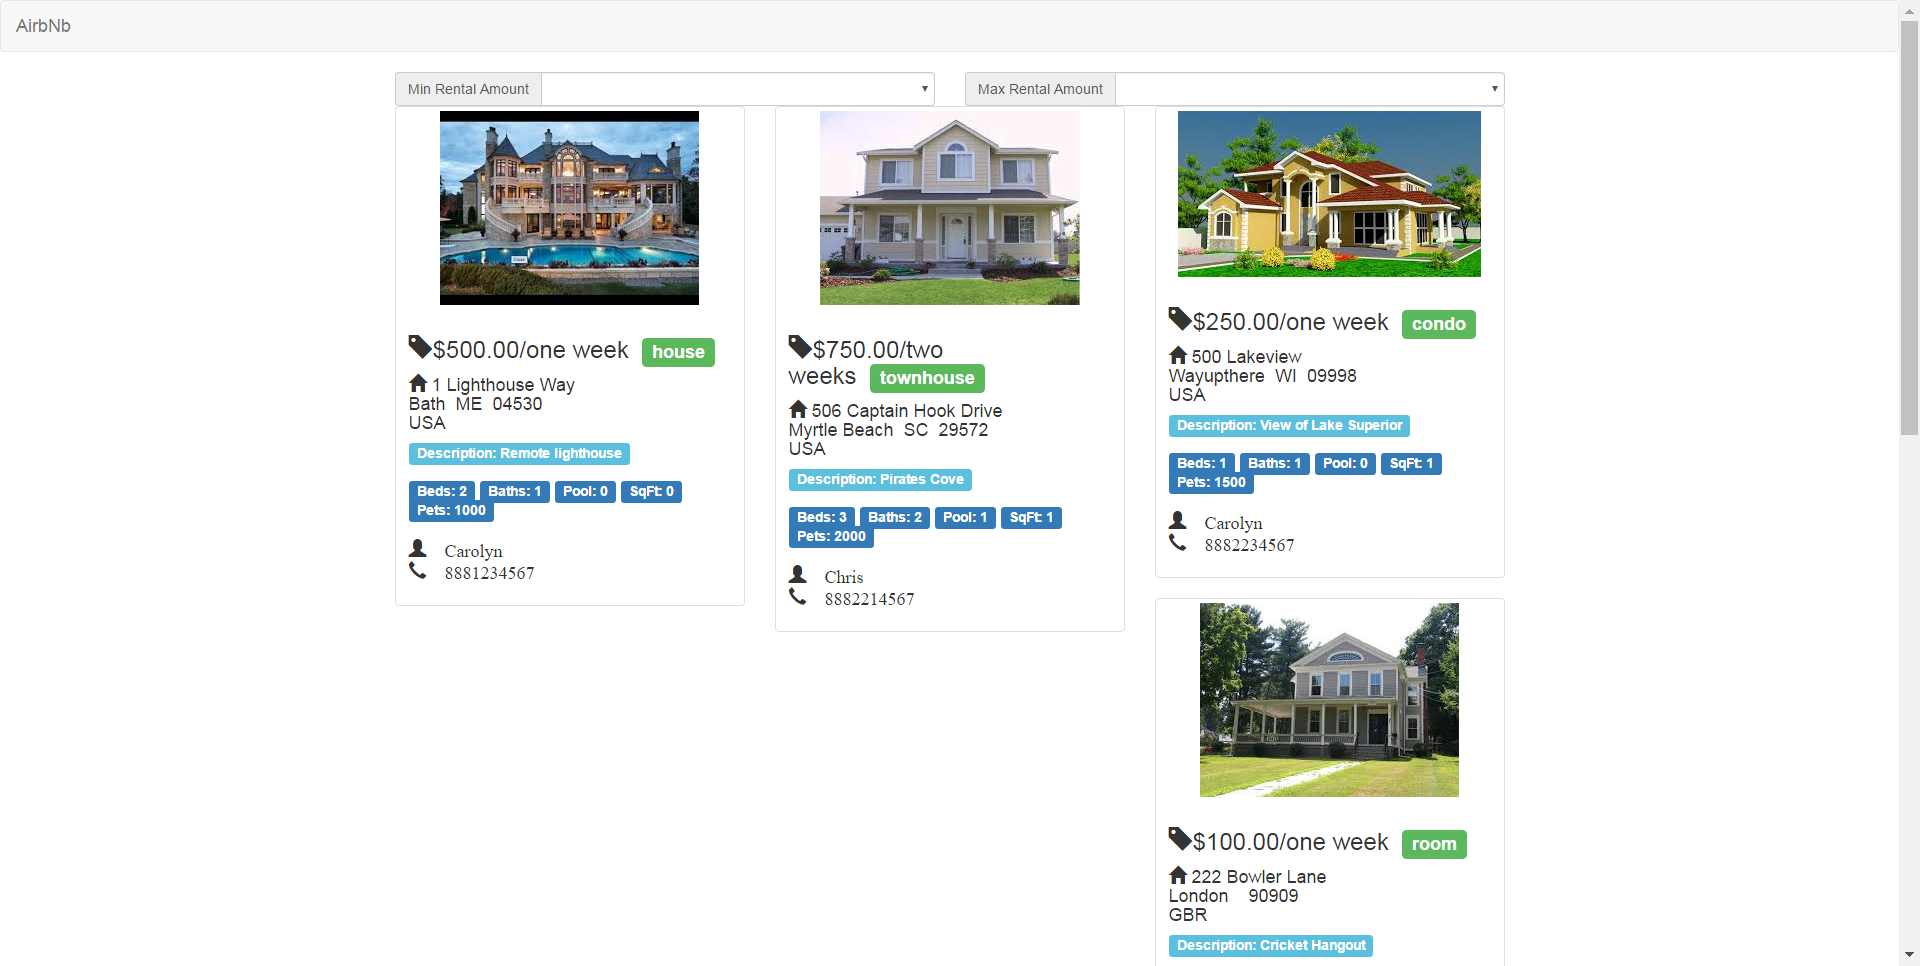 AirbNb
Min Rental Amount
Max Rental Amount
$500.00/one week house
1 Lighthouse Way
Bath ME 04530
USA
Description: Remote lighthouse
Beds: 2 Baths: 1 Pool: 0 SqFt: 0
Pets: 1000
Carolyn
8881234567
$750.00/two
weeks townhouse
506 Captain Hook Drive
Myrtle Beach SC 29572
USA
Description: Pirates Cove
Beds: 3 Baths: 2 Pool: 1 SqFt: 1
Pets: 2000
Chris
8882214567
$250.00/one week condo
500 Lakeview
Wayupthere WI 09998
USA
Description: View of Lake Superior
Beds: 1 Baths: 1 Pool: 0 SqFt: 1
Pets: 1500
Carolyn
8882234567
$100.00/one week room
222 Bowler Lane
London 90909
GBR
Description: Cricket Hangout